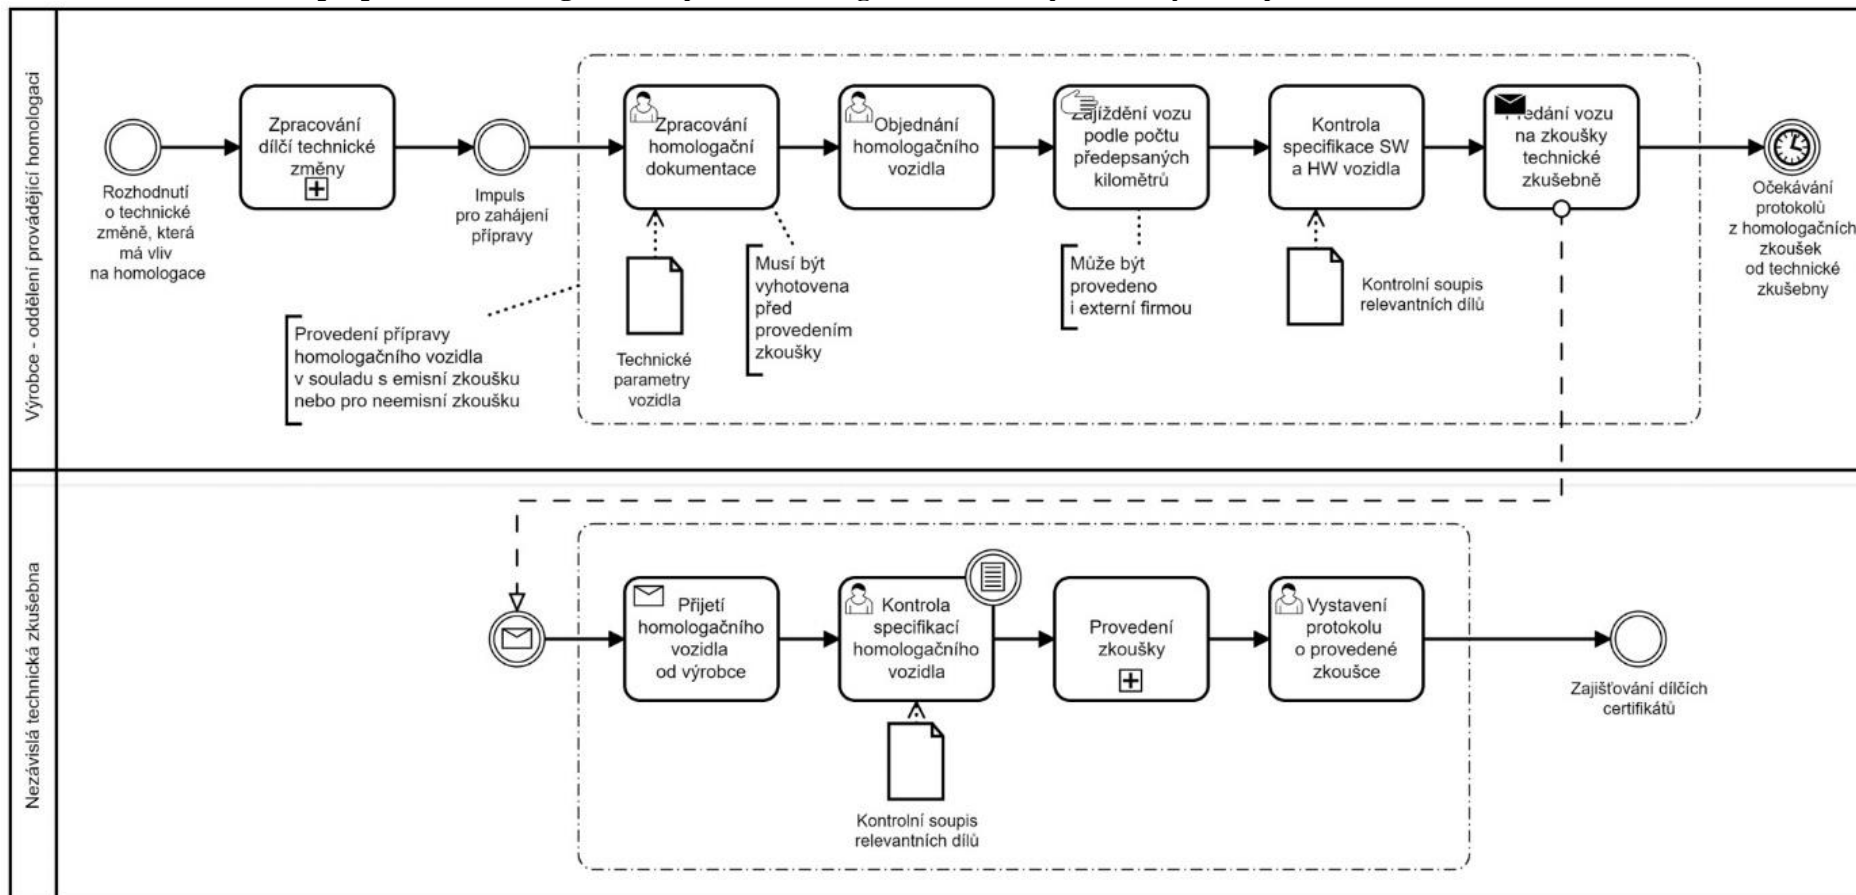 Výrobce - oddělení provádějící homologaci
Rozhodnutí
o technické
změně, která
má vliv
na homologace
Zpracování
dílčí technické
změny
Impuls
pro zahájení
přípravy
Zpracování
homologační
dokumentace
Objednání
homologačního
vozidla
Zajíždění vozu
podle počtu
předepsaných
kilomětrů
Kontrola
specifikace SW
a HW vozidla
Předání vozu
na zkoušky
technické
zkušebně
Očekávání
protokolů
z homologačních
zkoušek
od technické
zkušebny
Provedení přípravy
homologačního vozidla
v souladu s emisní zkoušku
nebo pro neemisní zkoušku
Technické
parametry
vozidla
Musí být
vyhotovena
před
provedením
zkoušky
Může být
provedeno
i externí firmou
Kontrolní soupis
relevantních dílů
Nezávislá technická zkušebna
Přijetí
homologačního
vozidla
od výrobce
Kontrola
specifikací
homologačního
vozidla
Provedení
zkoušky
Vystavení
protokolu
o provedené
zkoušce
Zajišťování dílčích
certifikátů
Kontrolní soupis
relevantních dílů